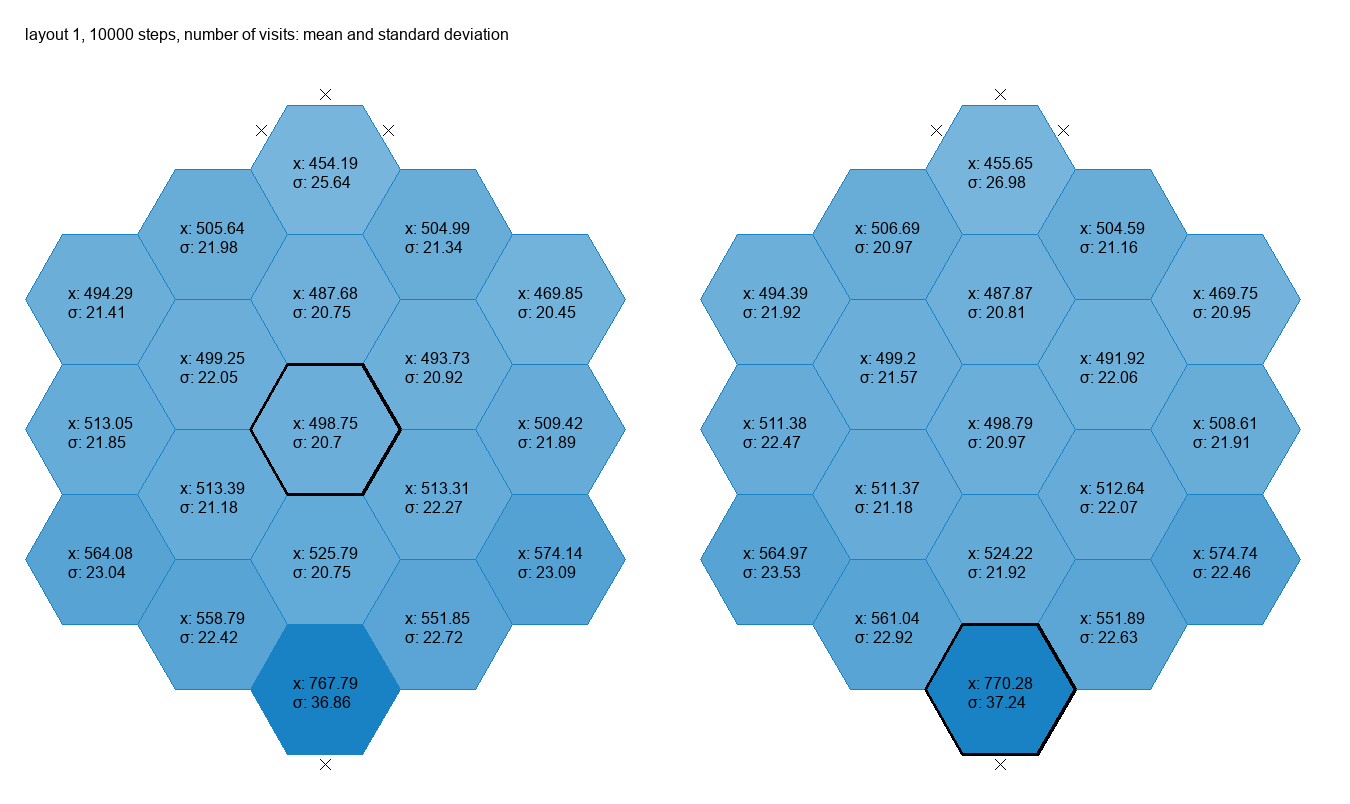 layout 1, 10000 steps, number of visits: mean and standard deviation
x: 454.19
σ: 25.64
x: 505.64
σ: 21.98
x: 504.99
σ: 21.34
x: 494.29
σ: 21.41
x: 487.68
σ: 20.75
x: 469.85
σ: 20.45
x: 499.25
σ: 22.05
x: 493.73
σ: 20.92
x: 513.05
σ: 21.85
x: 498.75
σ: 20.7
x: 509.42
σ: 21.89
x: 513.39
σ: 21.18
x: 513.31
σ: 22.27
x: 564.08
σ: 23.04
x: 525.79
σ: 20.75
x: 574.14
σ: 23.09
x: 558.79
σ: 22.42
x: 551.85
σ: 22.72
x: 767.79
σ: 36.86
x: 455.65
σ: 26.98
x: 506.69
σ: 20.97
x: 504.59
σ: 21.16
x: 494.39
σ: 21.92
x: 487.87
σ: 20.81
x: 469.75
σ: 20.95
x: 499.2
σ: 21.57
x: 491.92
σ: 22.06
x: 511.38
σ: 22.47
x: 498.79
σ: 20.97
x: 508.61
σ: 21.91
x: 511.37
σ: 21.18
x: 512.64
σ: 22.07
x: 564.97
σ: 23.53
x: 524.22
σ: 21.92
x: 574.74
σ: 22.46
x: 561.04
σ: 22.92
x: 551.89
σ: 22.63
x: 770.28
σ: 37.24